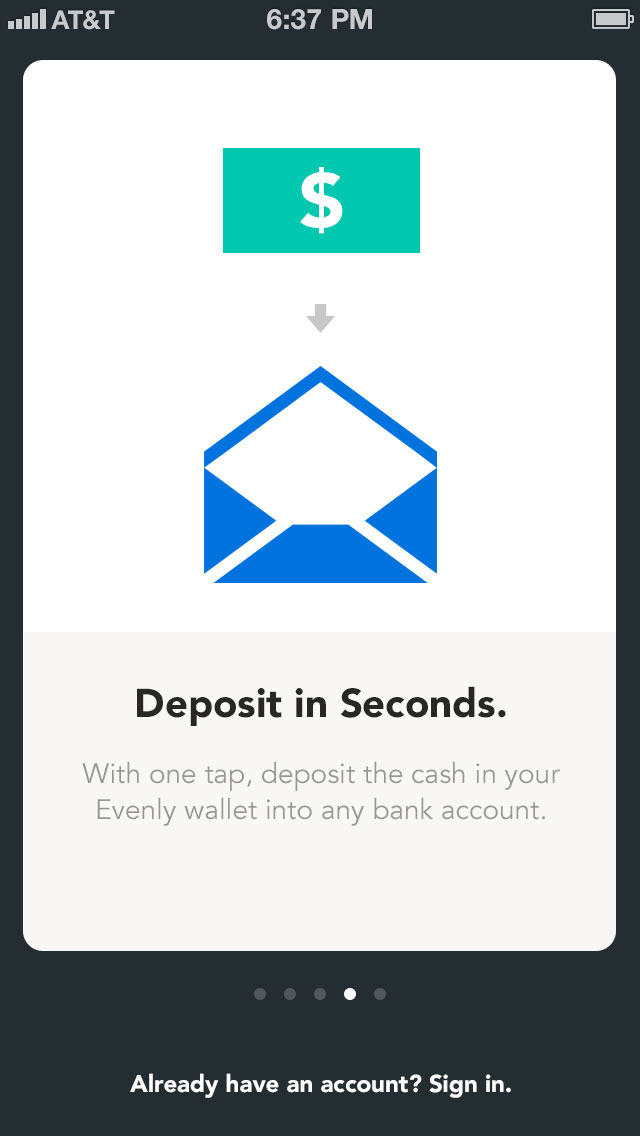 AT&T 6:37 PM
$
Deposit in Seconds.
With one tap, deposit the cash in your
Evenly wallet into any bank account.
Already have an account? Sign in.